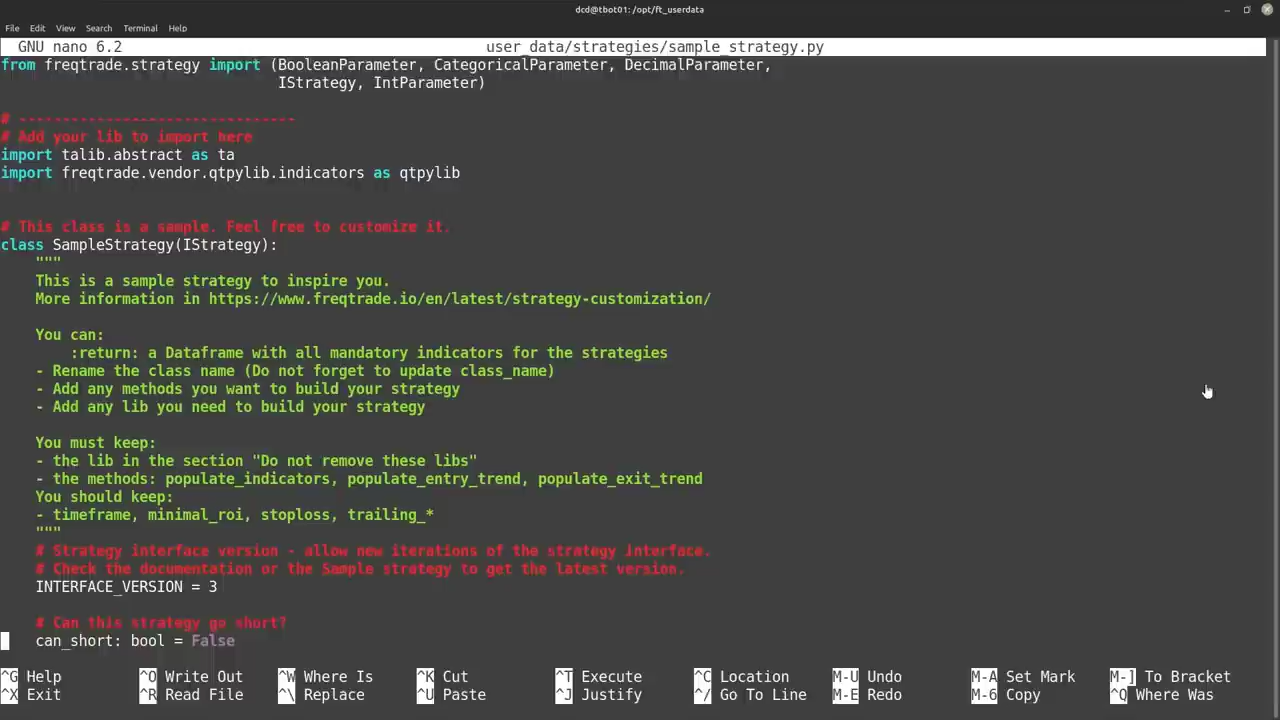 dcd@tbot01: /opt/ft_userdata
File Edit View Search Terminal Help
GNU nano 6.2 user_data/strategies/sample_strategy.py
from freqtrade.strategy import (BooleanParameter, CategoricalParameter, DecimalParameter,
IStrategy, IntParameter)
# --------------------------------
# Add your lib to import here
import talib.abstract as ta
import freqtrade.vendor.qtpylib.indicators as qtpylib
# This class is a sample. Feel free to customize it.
class SampleStrategy(IStrategy):
"""
This is a sample strategy to inspire you.
More information in https://www.freqtrade.io/en/latest/strategy-customization/
You can:
:return: a Dataframe with all mandatory indicators for the strategies
- Rename the class name (Do not forget to update class_name)
- Add any methods you want to build your strategy
- Add any lib you need to build your strategy
You must keep:
- the lib in the section "Do not remove these libs"
- the methods: populate_indicators, populate_entry_trend, populate_exit_trend
You should keep:
- timeframe, minimal_roi, stoploss, trailing_*
"""
# Strategy interface version - allow new iterations of the strategy interface.
# Check the documentation or the Sample strategy to get the latest version.
INTERFACE_VERSION = 3
# Can this strategy go short?
can_short: bool = False
^G Help ^O Write Out ^W Where Is ^K Cut ^T Execute ^C Location M-U Undo M-A Set Mark M-] To Bracket
^X Exit ^R Read File ^\ Replace ^U Paste ^J Justify ^/ Go To Line M-E Redo M-6 Copy ^Q Where Was